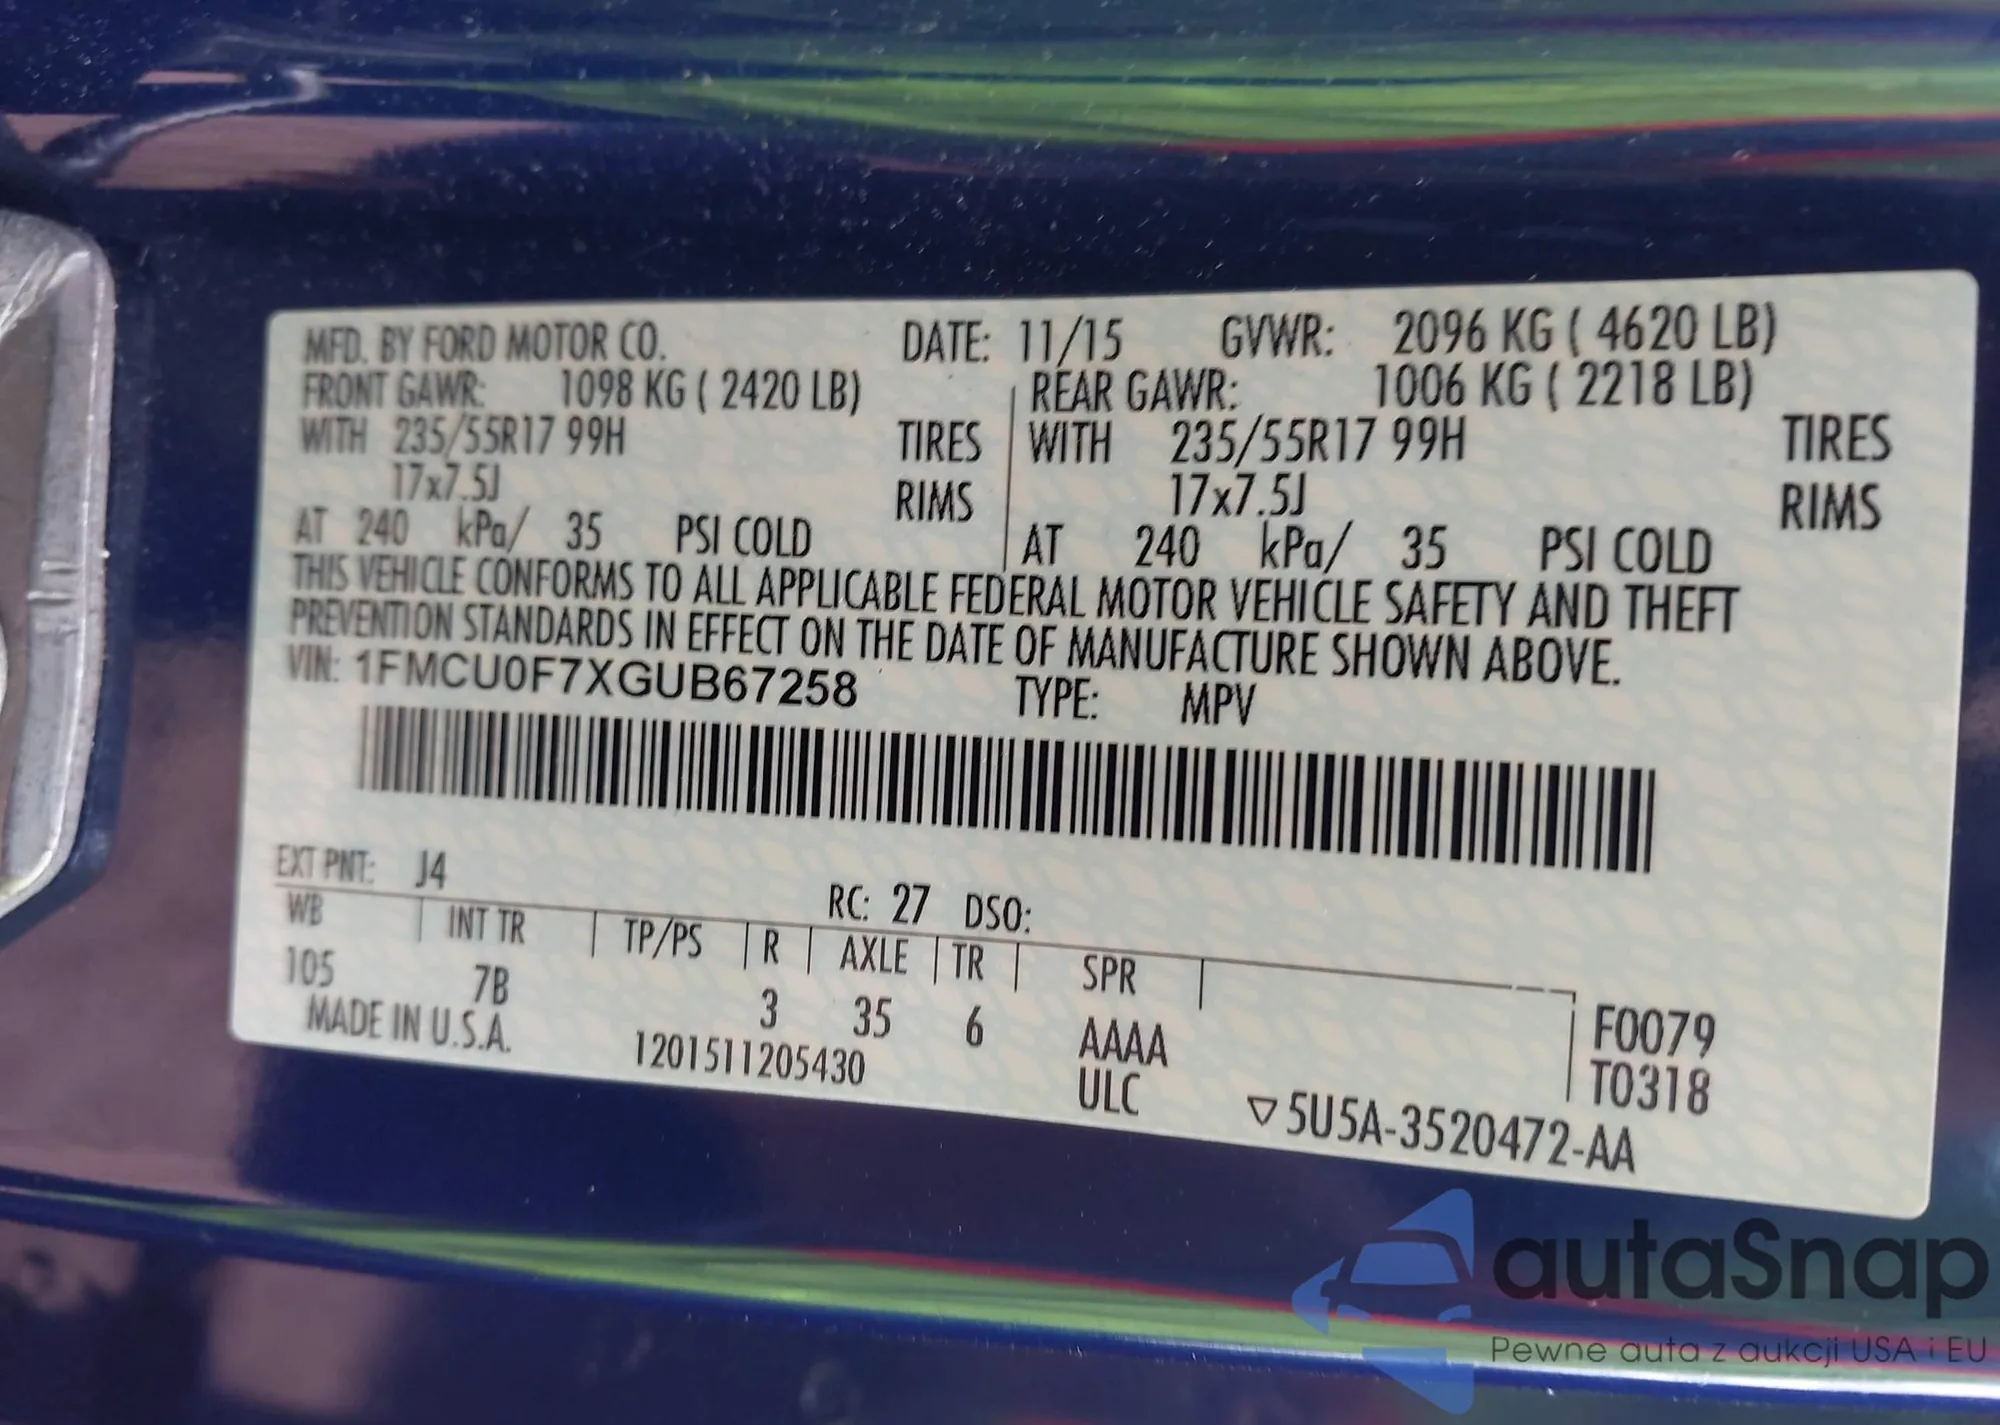 MFD. BY FORD MOTOR CO. DATE: 11/15 GVWR: 2096 KG ( 4620 LB)
FRONT GAWR: 1098 KG ( 2420 LB) REAR GAWR: 1006 KG ( 2218 LB)
WITH 235/55R17 99H TIRES WITH 235/55R17 99H TIRES
17x7.5J RIMS 17x7.5J RIMS
AT 240 kPa/ 35 PSI COLD AT 240 kPa/ 35 PSI COLD
THIS VEHICLE CONFORMS TO ALL APPLICABLE FEDERAL MOTOR VEHICLE SAFETY AND THEFT
PREVENTION STANDARDS IN EFFECT ON THE DATE OF MANUFACTURE SHOWN ABOVE.
VIN: 1FMCU0F7XGUB67258 TYPE: MPV
EXT PNT: J4 RC: 27 DSO:
WB INT TR TP/PS R AXLE TR SPR
105 7B 3 35 6 AAAA F0079
MADE IN U.S.A. 1201511205430 ULC T0318
▽5U5A-3520472-AA
autaSnap
Pewne auta z aukcji USA i EU